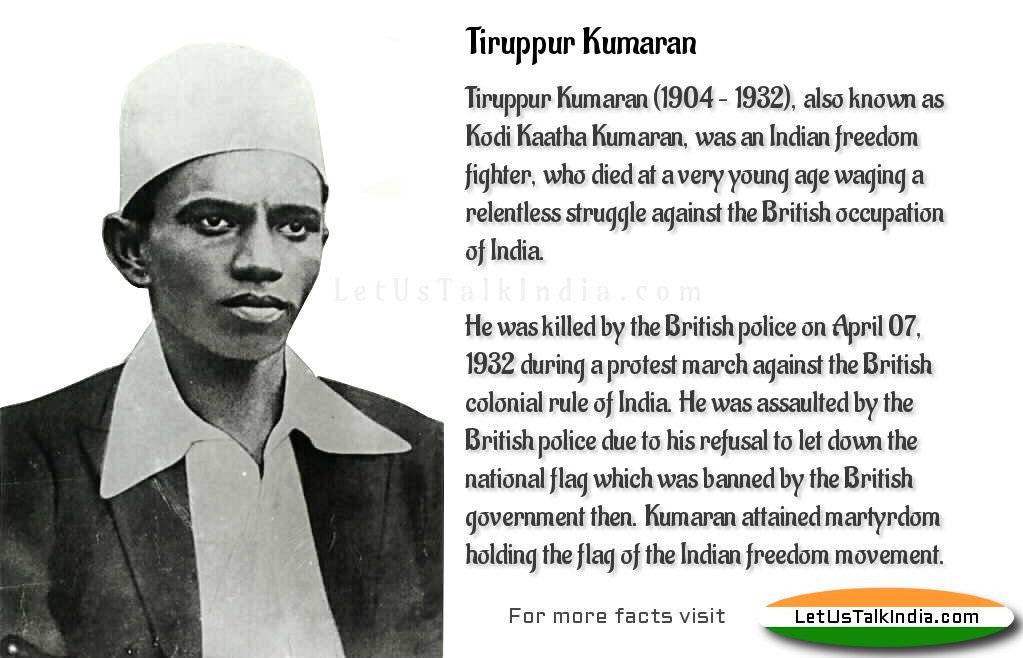 Tiruppur Kumaran
Tiruppur Kumaran (1904 - 1932), also known as
Kodi Kaatha Kumaran, was an Indian freedom
fighter, who died at a very young age waging a
relentless struggle against the British occupation
of India.
LetUsTalkIndia.com
He was killed by the British police on April 07,
1932 during a protest march against the British
colonial rule of India. He was assaulted by the
British police due to his refusal to let down the
national flag which was banned by the British
government then. Kumaran attained martyrdom
holding the flag of the Indian freedom movement.
For more facts visit
LetUsTalkIndia.com